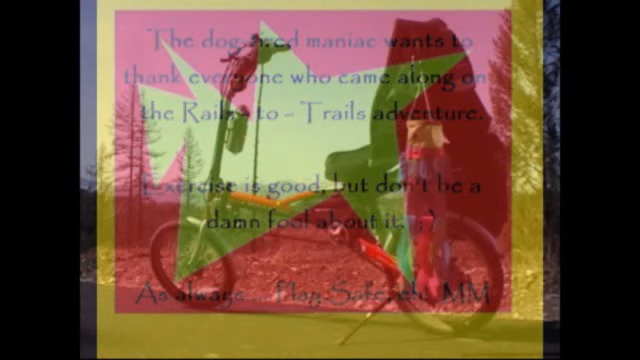 The dog-tired maniac wants to
thank everyone who came along on
the Rails - to - Trails adventure.
Exercise is good, but don't be a
damn fool about it. ; )
As always ... Play Safe, eh. MM